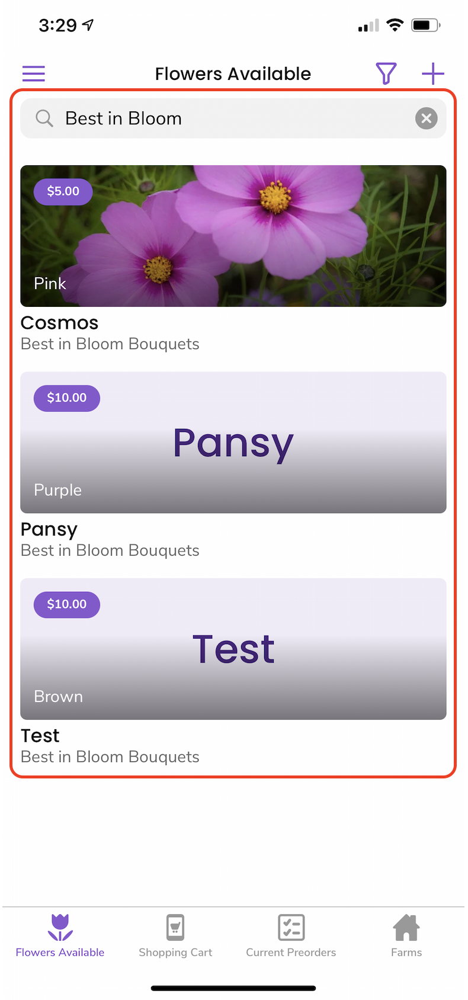 3:29
Flowers Available
Best in Bloom
$5.00
Pink
Cosmos
Best in Bloom Bouquets
$10.00
Pansy
Purple
Pansy
Best in Bloom Bouquets
$10.00
Test
Brown
Test
Best in Bloom Bouquets
Flowers Available Shopping Cart Current Preorders Farms